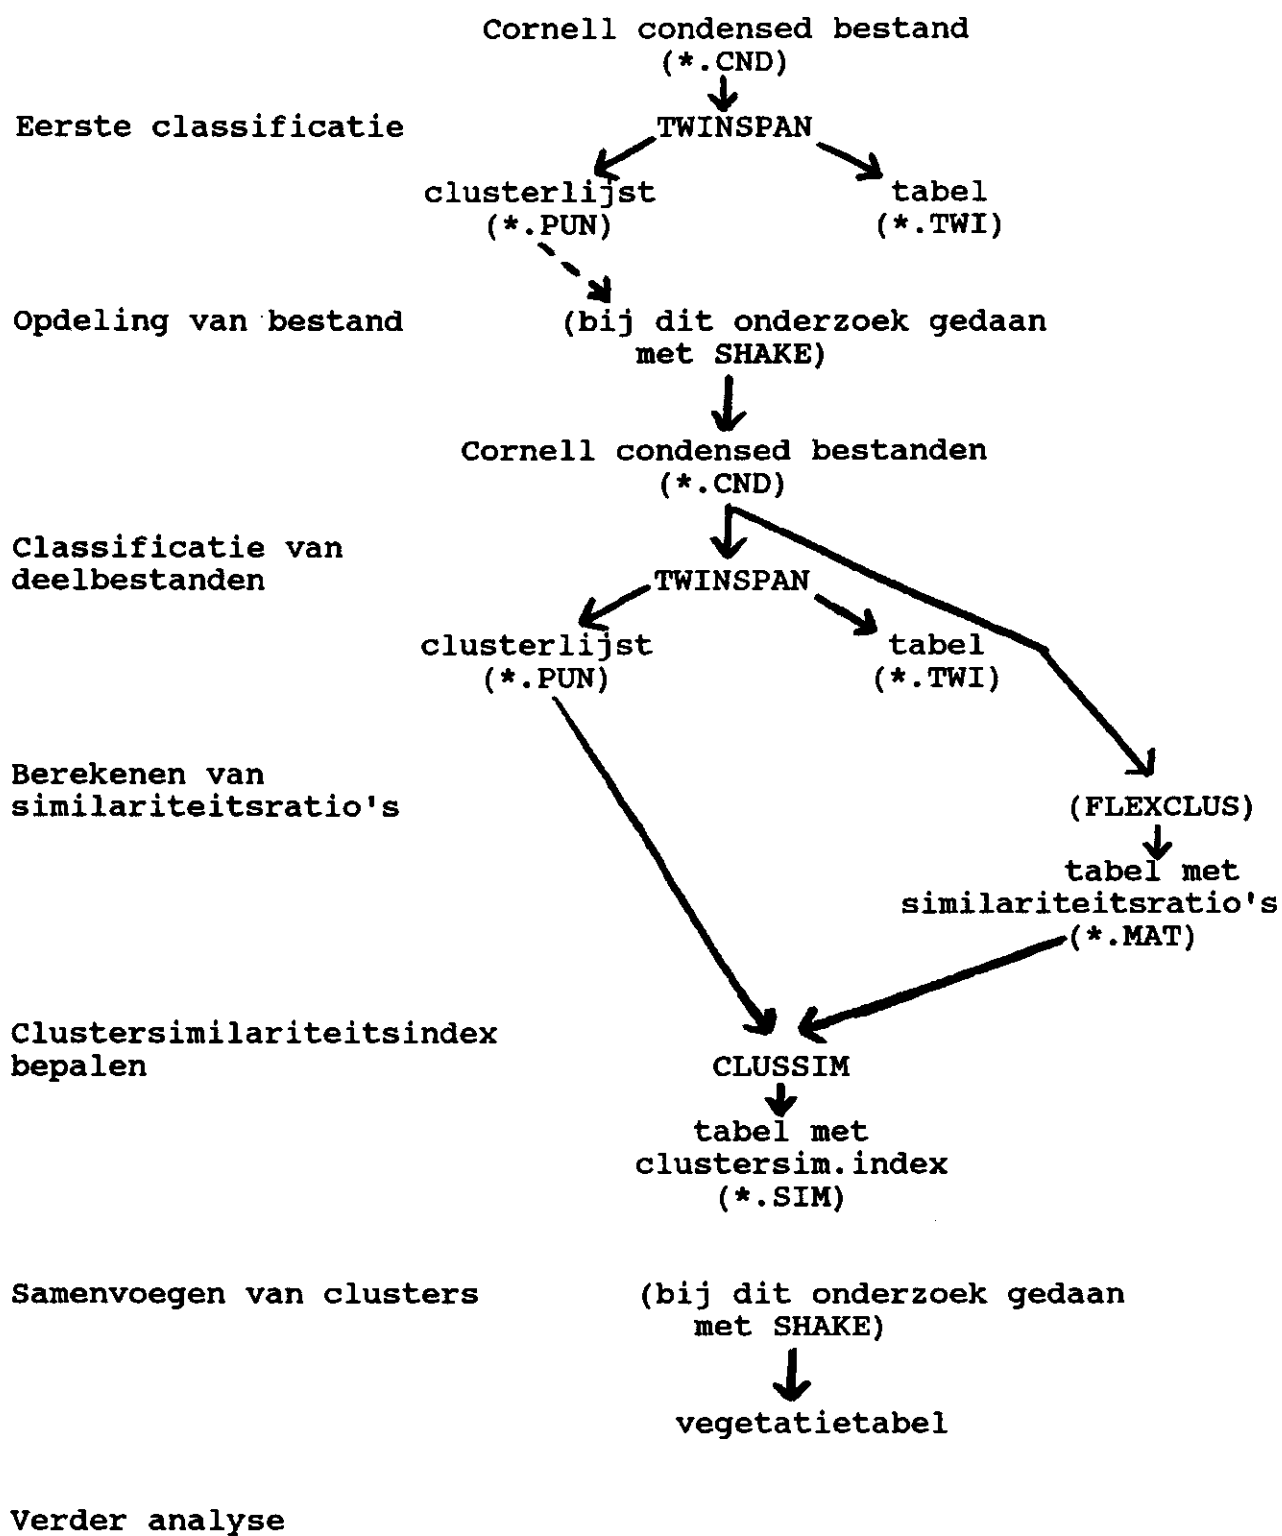 Cornell condensed bestand
(*.CND)
Eerste classificatie
TWINSPAN
clusterlijst
(*.PUN)
tabel
(*.TWI)
Opdeling van bestand
(bij dit onderzoek gedaan
met SHAKE)
Cornell condensed bestanden
(*.CND)
Classificatie van
deelbestanden
TWINSPAN
clusterlijst
(*.PUN)
tabel
(*.TWI)
Berekenen van
similariteitsratio's
(FLEXCLUS)
tabel met
similariteitsratio's
(*.MAT)
Clustersimilariteitsindex
bepalen
CLUSSIM
tabel met
clustersim.index
(*.SIM)
Samenvoegen van clusters
(bij dit onderzoek gedaan
met SHAKE)
vegetatietabel
Verder analyse